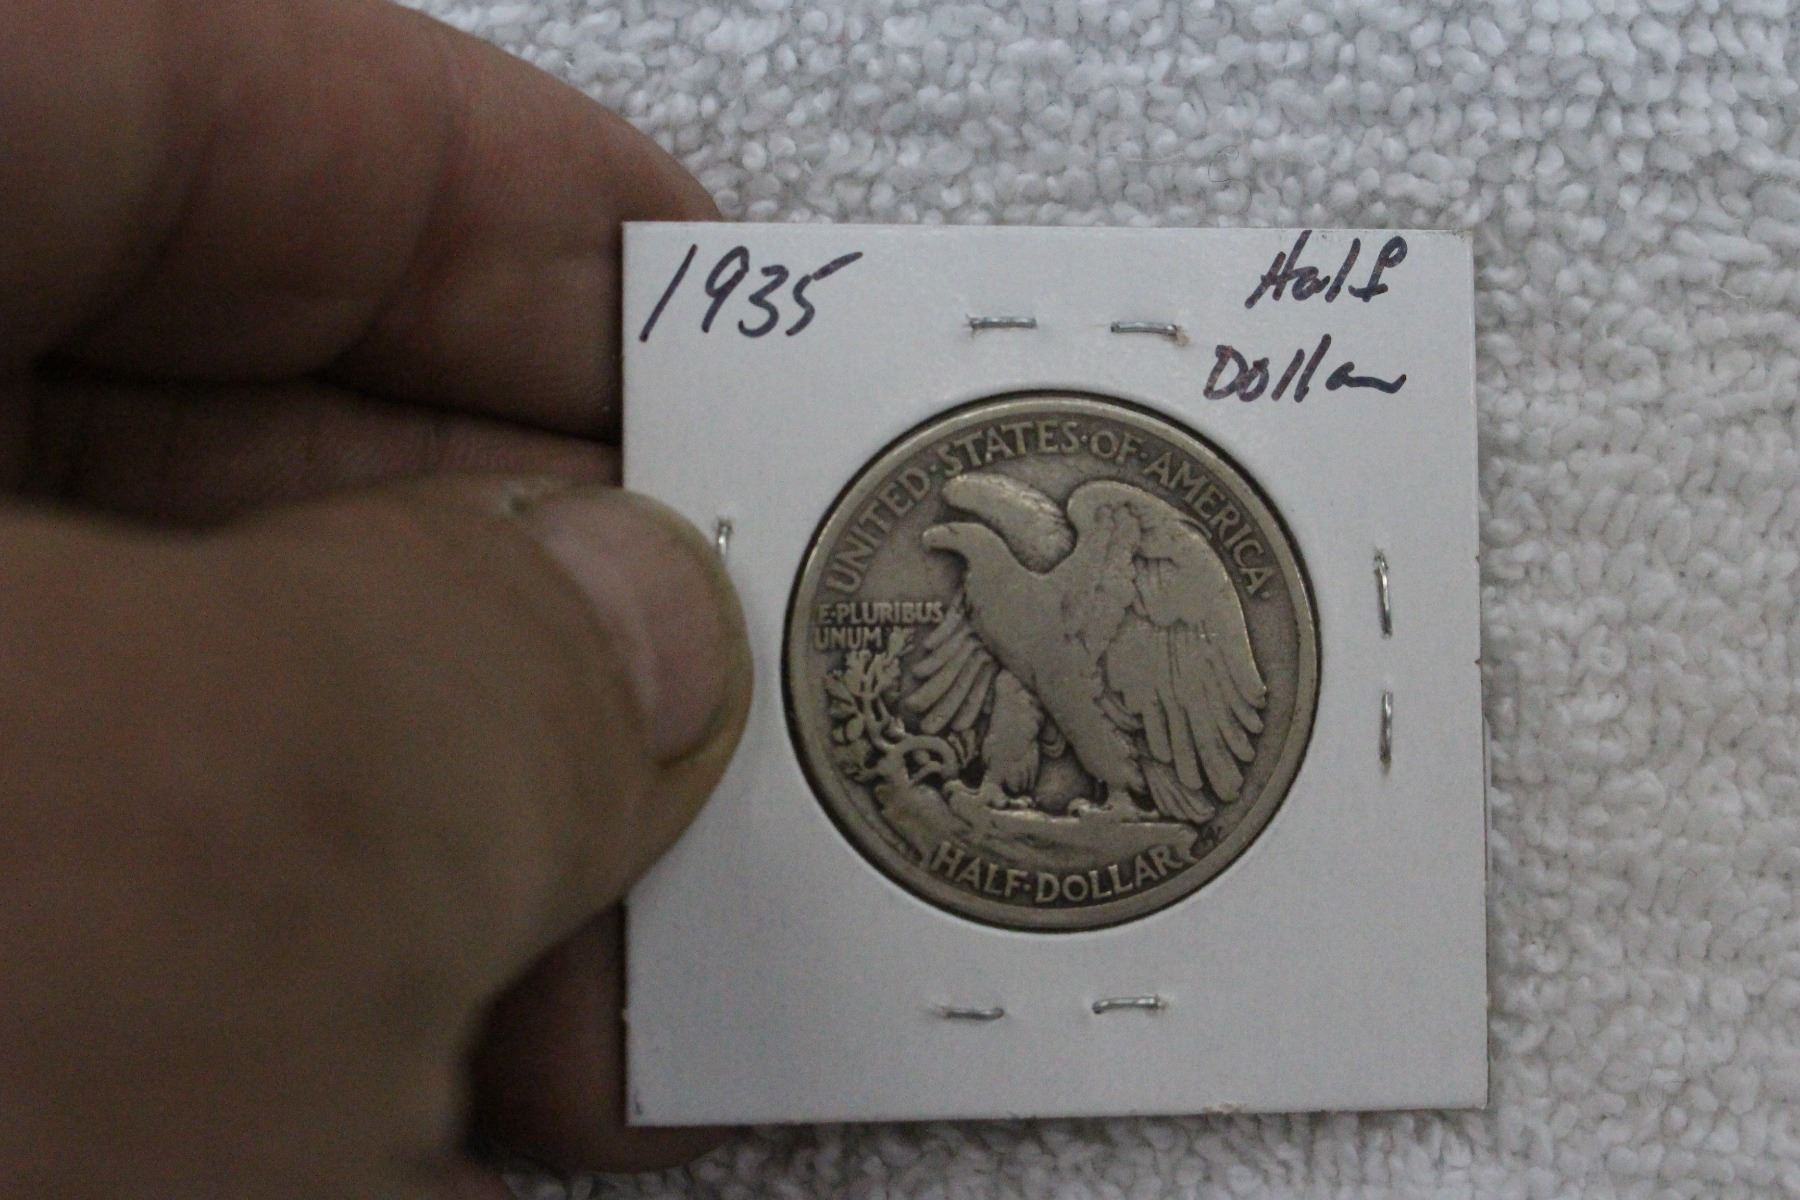 1935
Half
Dollar
UNITED·STATES·OF·AMERICA·
E·PLURIBUS
UNUM
HALF·DOLLAR